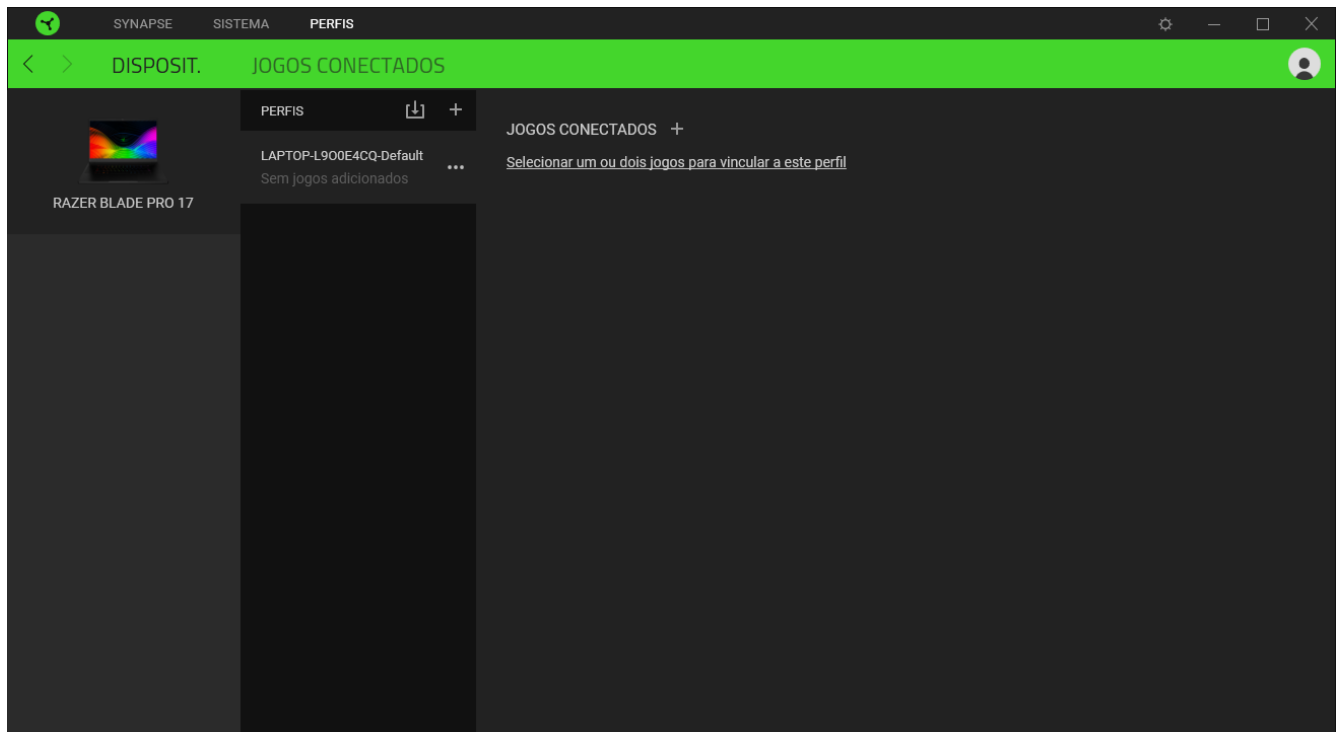 SYNAPSE SISTEMA PERFIS
DISPOSIT. JOGOS CONECTADOS
RAZER BLADE PRO 17
PERFIS
LAPTOP-L9O0E4CQ-Default
Sem jogos adicionados
JOGOS CONECTADOS
Selecionar um ou dois jogos para vincular a este perfil